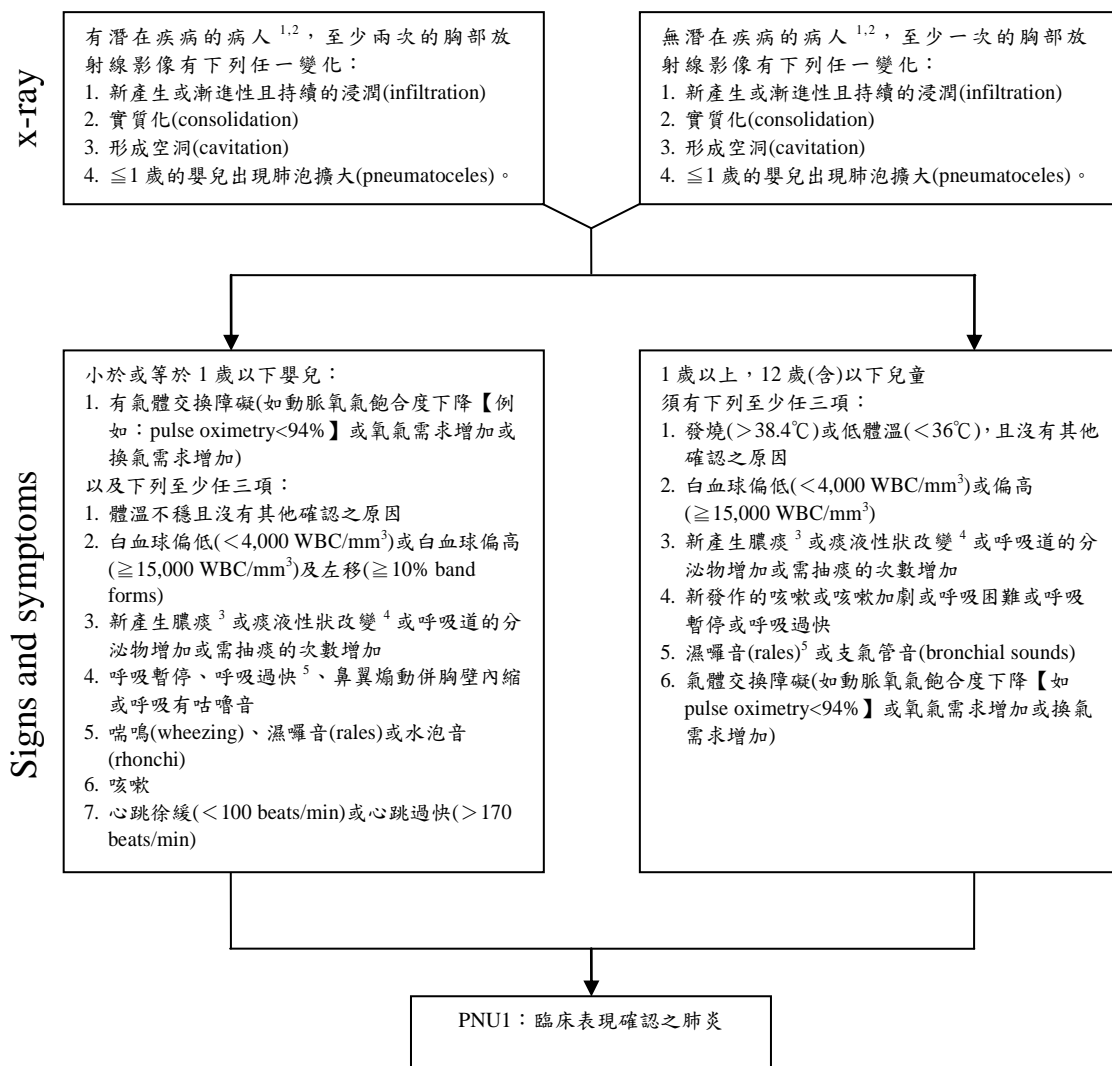 x-ray
有潛在疾病的病人 1,2，至少兩次的胸部放
射線影像有下列任一變化：
1. 新產生或漸進性且持續的浸潤(infiltration)
2. 實質化(consolidation)
3. 形成空洞(cavitation)
4. ≦1 歲的嬰兒出現肺泡擴大(pneumatoceles)。
無潛在疾病的病人 1,2，至少一次的胸部放
射線影像有下列任一變化：
1. 新產生或漸進性且持續的浸潤(infiltration)
2. 實質化(consolidation)
3. 形成空洞(cavitation)
4. ≦1 歲的嬰兒出現肺泡擴大(pneumatoceles)。
Signs and symptoms
小於或等於 1 歲以下嬰兒：
1. 有氣體交換障礙(如動脈氧氣飽合度下降【例
如：pulse oximetry<94%】或氧氣需求增加或
換氣需求增加)
以及下列至少任三項：
1. 體溫不穩且沒有其他確認之原因
2. 白血球偏低(＜4,000 WBC/mm3)或白血球偏高
(≧15,000 WBC/mm3)及左移(≧10% band
forms)
3. 新產生膿痰 3 或痰液性狀改變 4 或呼吸道的分
泌物增加或需抽痰的次數增加
4. 呼吸暫停、呼吸過快 5、鼻翼煽動併胸壁內縮
或呼吸有咕嚕音
5. 喘鳴(wheezing)、濕囉音(rales)或水泡音
(rhonchi)
6. 咳嗽
7. 心跳徐緩(＜100 beats/min)或心跳過快(＞170
beats/min)
1 歲以上，12 歲(含)以下兒童
須有下列至少任三項：
1. 發燒(＞38.4℃)或低體溫(＜36℃)，且沒有其他
確認之原因
2. 白血球偏低(＜4,000 WBC/mm3)或偏高
(≧15,000 WBC/mm3)
3. 新產生膿痰 3 或痰液性狀改變 4 或呼吸道的分
泌物增加或需抽痰的次數增加
4. 新發作的咳嗽或咳嗽加劇或呼吸困難或呼吸
暫停或呼吸過快
5. 濕囉音(rales)5 或支氣管音(bronchial sounds)
6. 氣體交換障礙(如動脈氧氣飽合度下降【如
pulse oximetry<94%】或氧氣需求增加或換氣
需求增加)
PNU1：臨床表現確認之肺炎